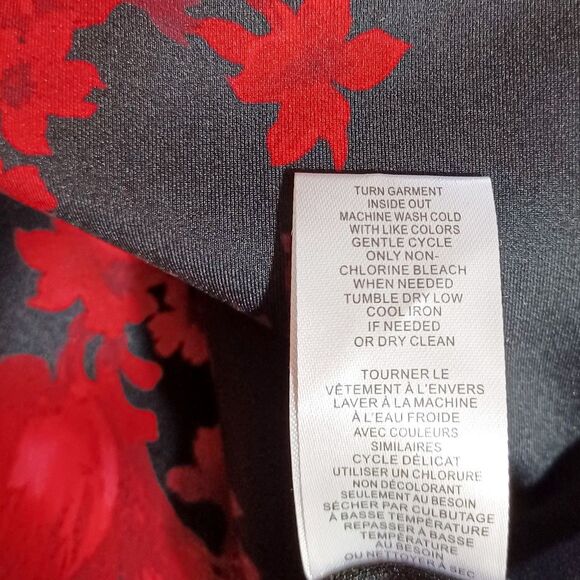 TURN GARMENT
INSIDE OUT
MACHINE WASH COLD
WITH LIKE COLORS
GENTLE CYCLE
ONLY NON-
CHLORINE BLEACH
WHEN NEEDED
TUMBLE DRY LOW
COOL IRON
IF NEEDED
OR DRY CLEAN
TOURNER LE
VÊTEMENT À L'ENVERS
LAVER À LA MACHINE
À L'EAU FROIDE
AVEC COULEURS
SIMILAIRES
CYCLE DÉLICAT
UTILISER UN CHLORURE
NON DÉCOLORANT
SEULEMENT AU BESOIN
SÉCHER PAR CULBUTAGE
À BASSE TEMPÉRATURE
REPASSER À BASSE
TEMPÉRATURE
AU BESOIN
OU NETTOYER À SEC